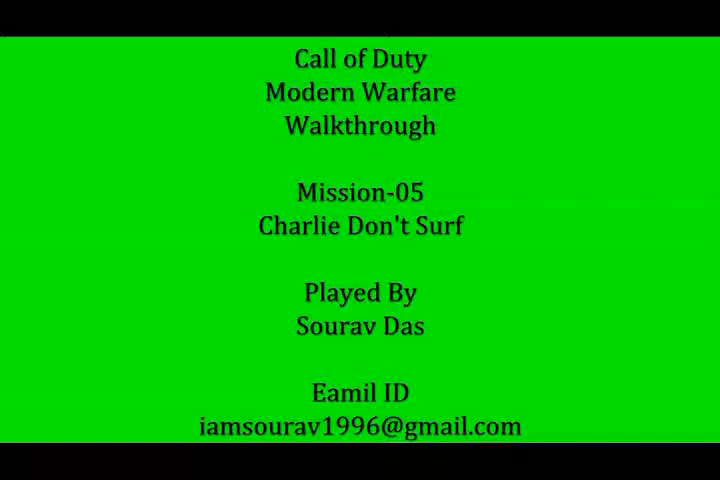 Call of Duty
Modern Warfare
Walkthrough
Mission-05
Charlie Don't Surf
Played By
Sourav Das
Eamil ID
iamsourav1996@gmail.com